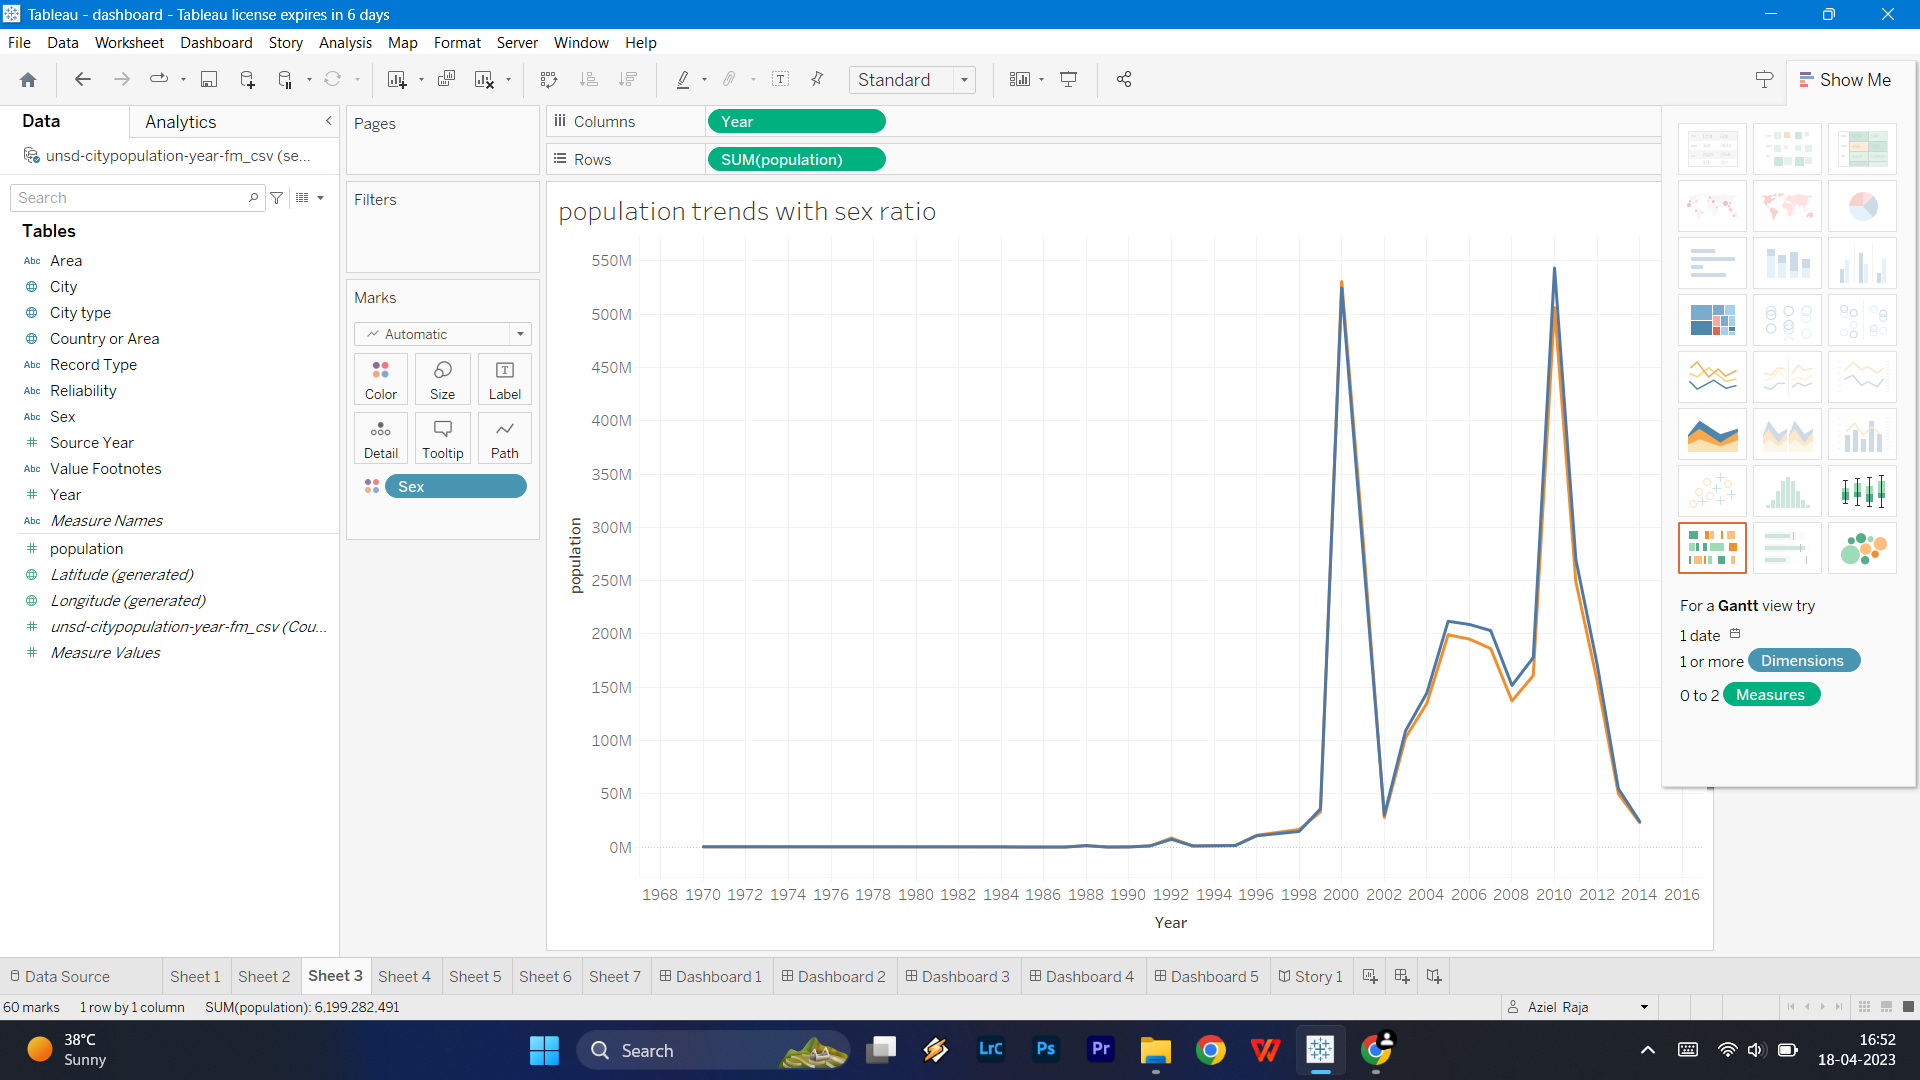 Tableau - dashboard - Tableau license expires in 6 days
File Data Worksheet Dashboard Story Analysis Map Format Server Window Help
Standard
Show Me
Data Analytics
unsd-citypopulation-year-fm_csv (se...
Search
Tables
Abc Area
City
City type
Country or Area
Abc Record Type
Abc Reliability
Abc Sex
# Source Year
Abc Value Footnotes
# Year
Abc Measure Names
# population
Latitude (generated)
Longitude (generated)
# unsd-citypopulation-year-fm_csv (Cou...
# Measure Values
Pages
Filters
Marks
Automatic
Color Size Label
Detail Tooltip Path
Sex
Columns Year
Rows SUM(population)
population trends with sex ratio
550M
500M
450M
400M
350M
300M
250M
200M
150M
100M
50M
0M
population
1968 1970 1972 1974 1976 1978 1980 1982 1984 1986 1988 1990 1992 1994 1996 1998 2000 2002 2004 2006 2008 2010 2012 2014 2016
Year
For a Gantt view try
1 date
1 or more Dimensions
0 to 2 Measures
Data Source Sheet 1 Sheet 2 Sheet 3 Sheet 4 Sheet 5 Sheet 6 Sheet 7 Dashboard 1 Dashboard 2 Dashboard 3 Dashboard 4 Dashboard 5 Story 1
60 marks 1 row by 1 column SUM(population): 6,199,282,491
Aziel Raja
38°C
Sunny
Search
LrC Ps Pr
16:52
18-04-2023